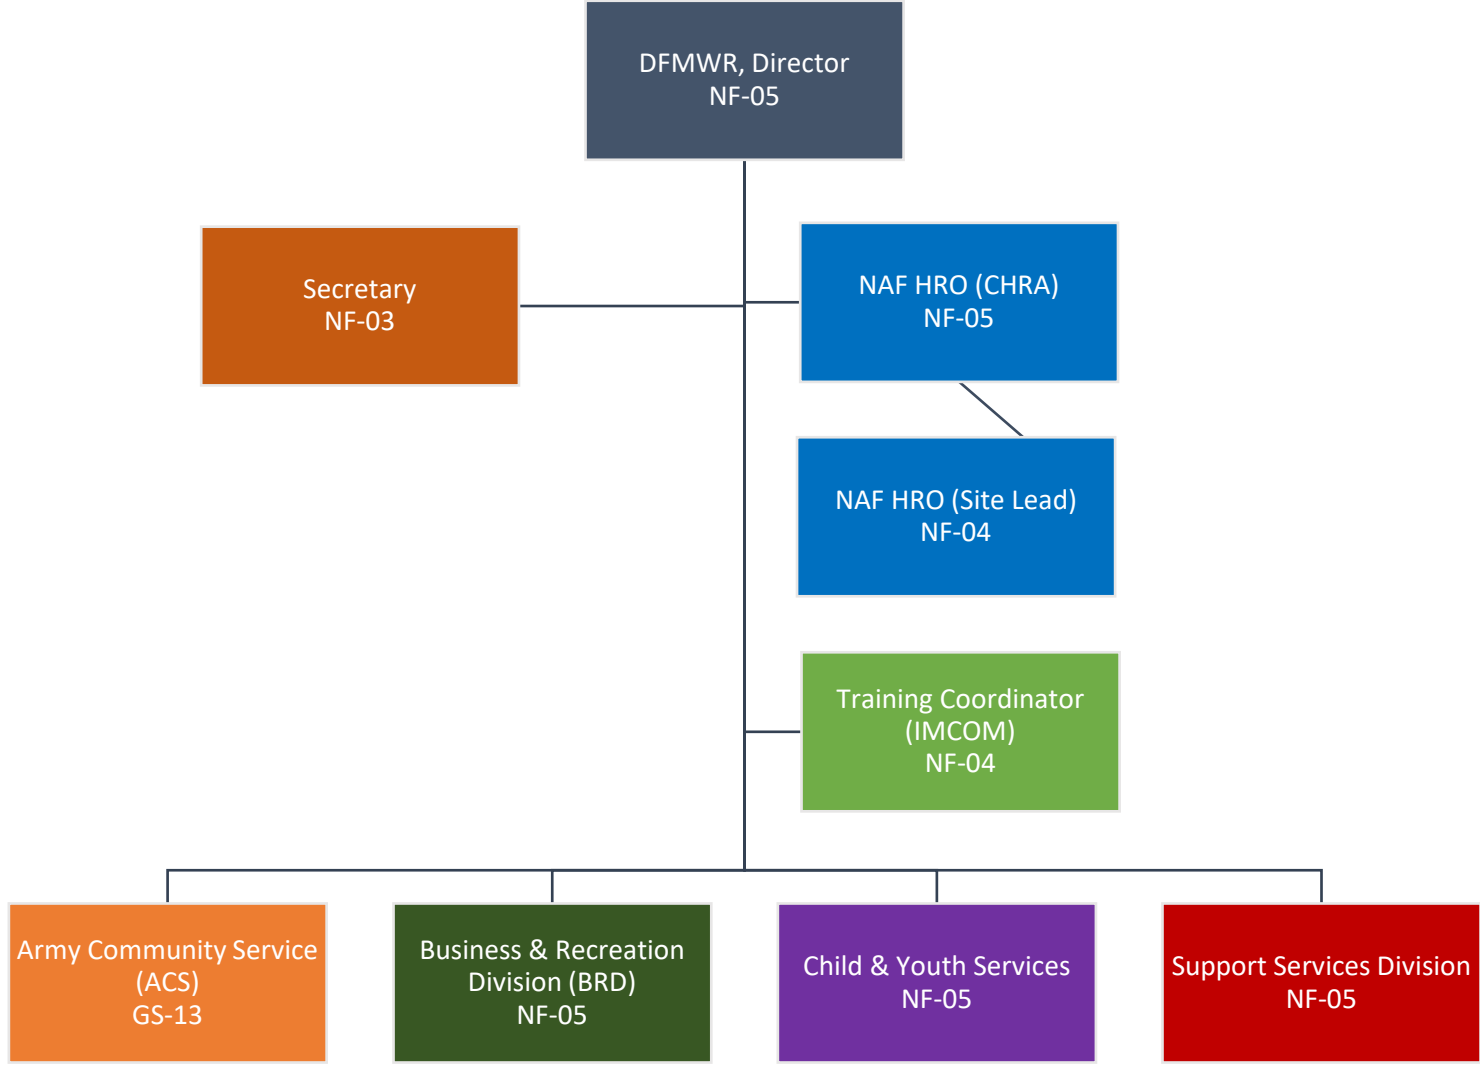 DFMWR, Director
NF-05
Secretary
NF-03
NAF HRO (CHRA)
NF-05
NAF HRO (Site Lead)
NF-04
Training Coordinator
(IMCOM)
NF-04
Army Community Service
(ACS)
GS-13
Business & Recreation
Division (BRD)
NF-05
Child & Youth Services
NF-05
Support Services Division
NF-05